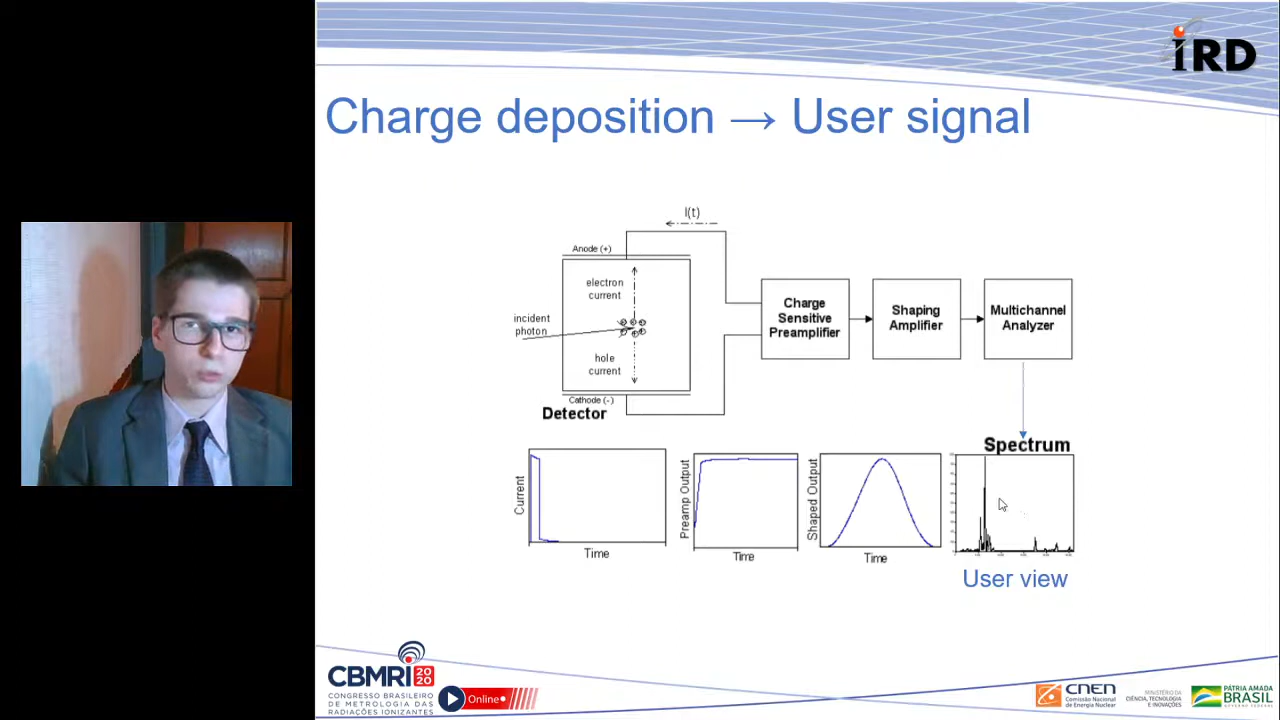 iRD
Charge deposition → User signal
I(t)
Anode (+)
electron
current
incident
photon
hole
current
Cathode (-)
Detector
Charge
Sensitive
Preamplifier
Shaping
Amplifier
Multichannel
Analyzer
Spectrum
Current
Time
Preamp Output
Time
Shaped Output
Time
User view
CBMRI 2020
CONGRESSO BRASILEIRO
DE METROLOGIA DAS
RADIAÇÕES IONIZANTES
Online
CNEN
Comissão Nacional
de Energia Nuclear
MINISTÉRIO DA
CIÊNCIA, TECNOLOGIA
E INOVAÇÕES
PÁTRIA AMADA
BRASIL
GOVERNO FEDERAL